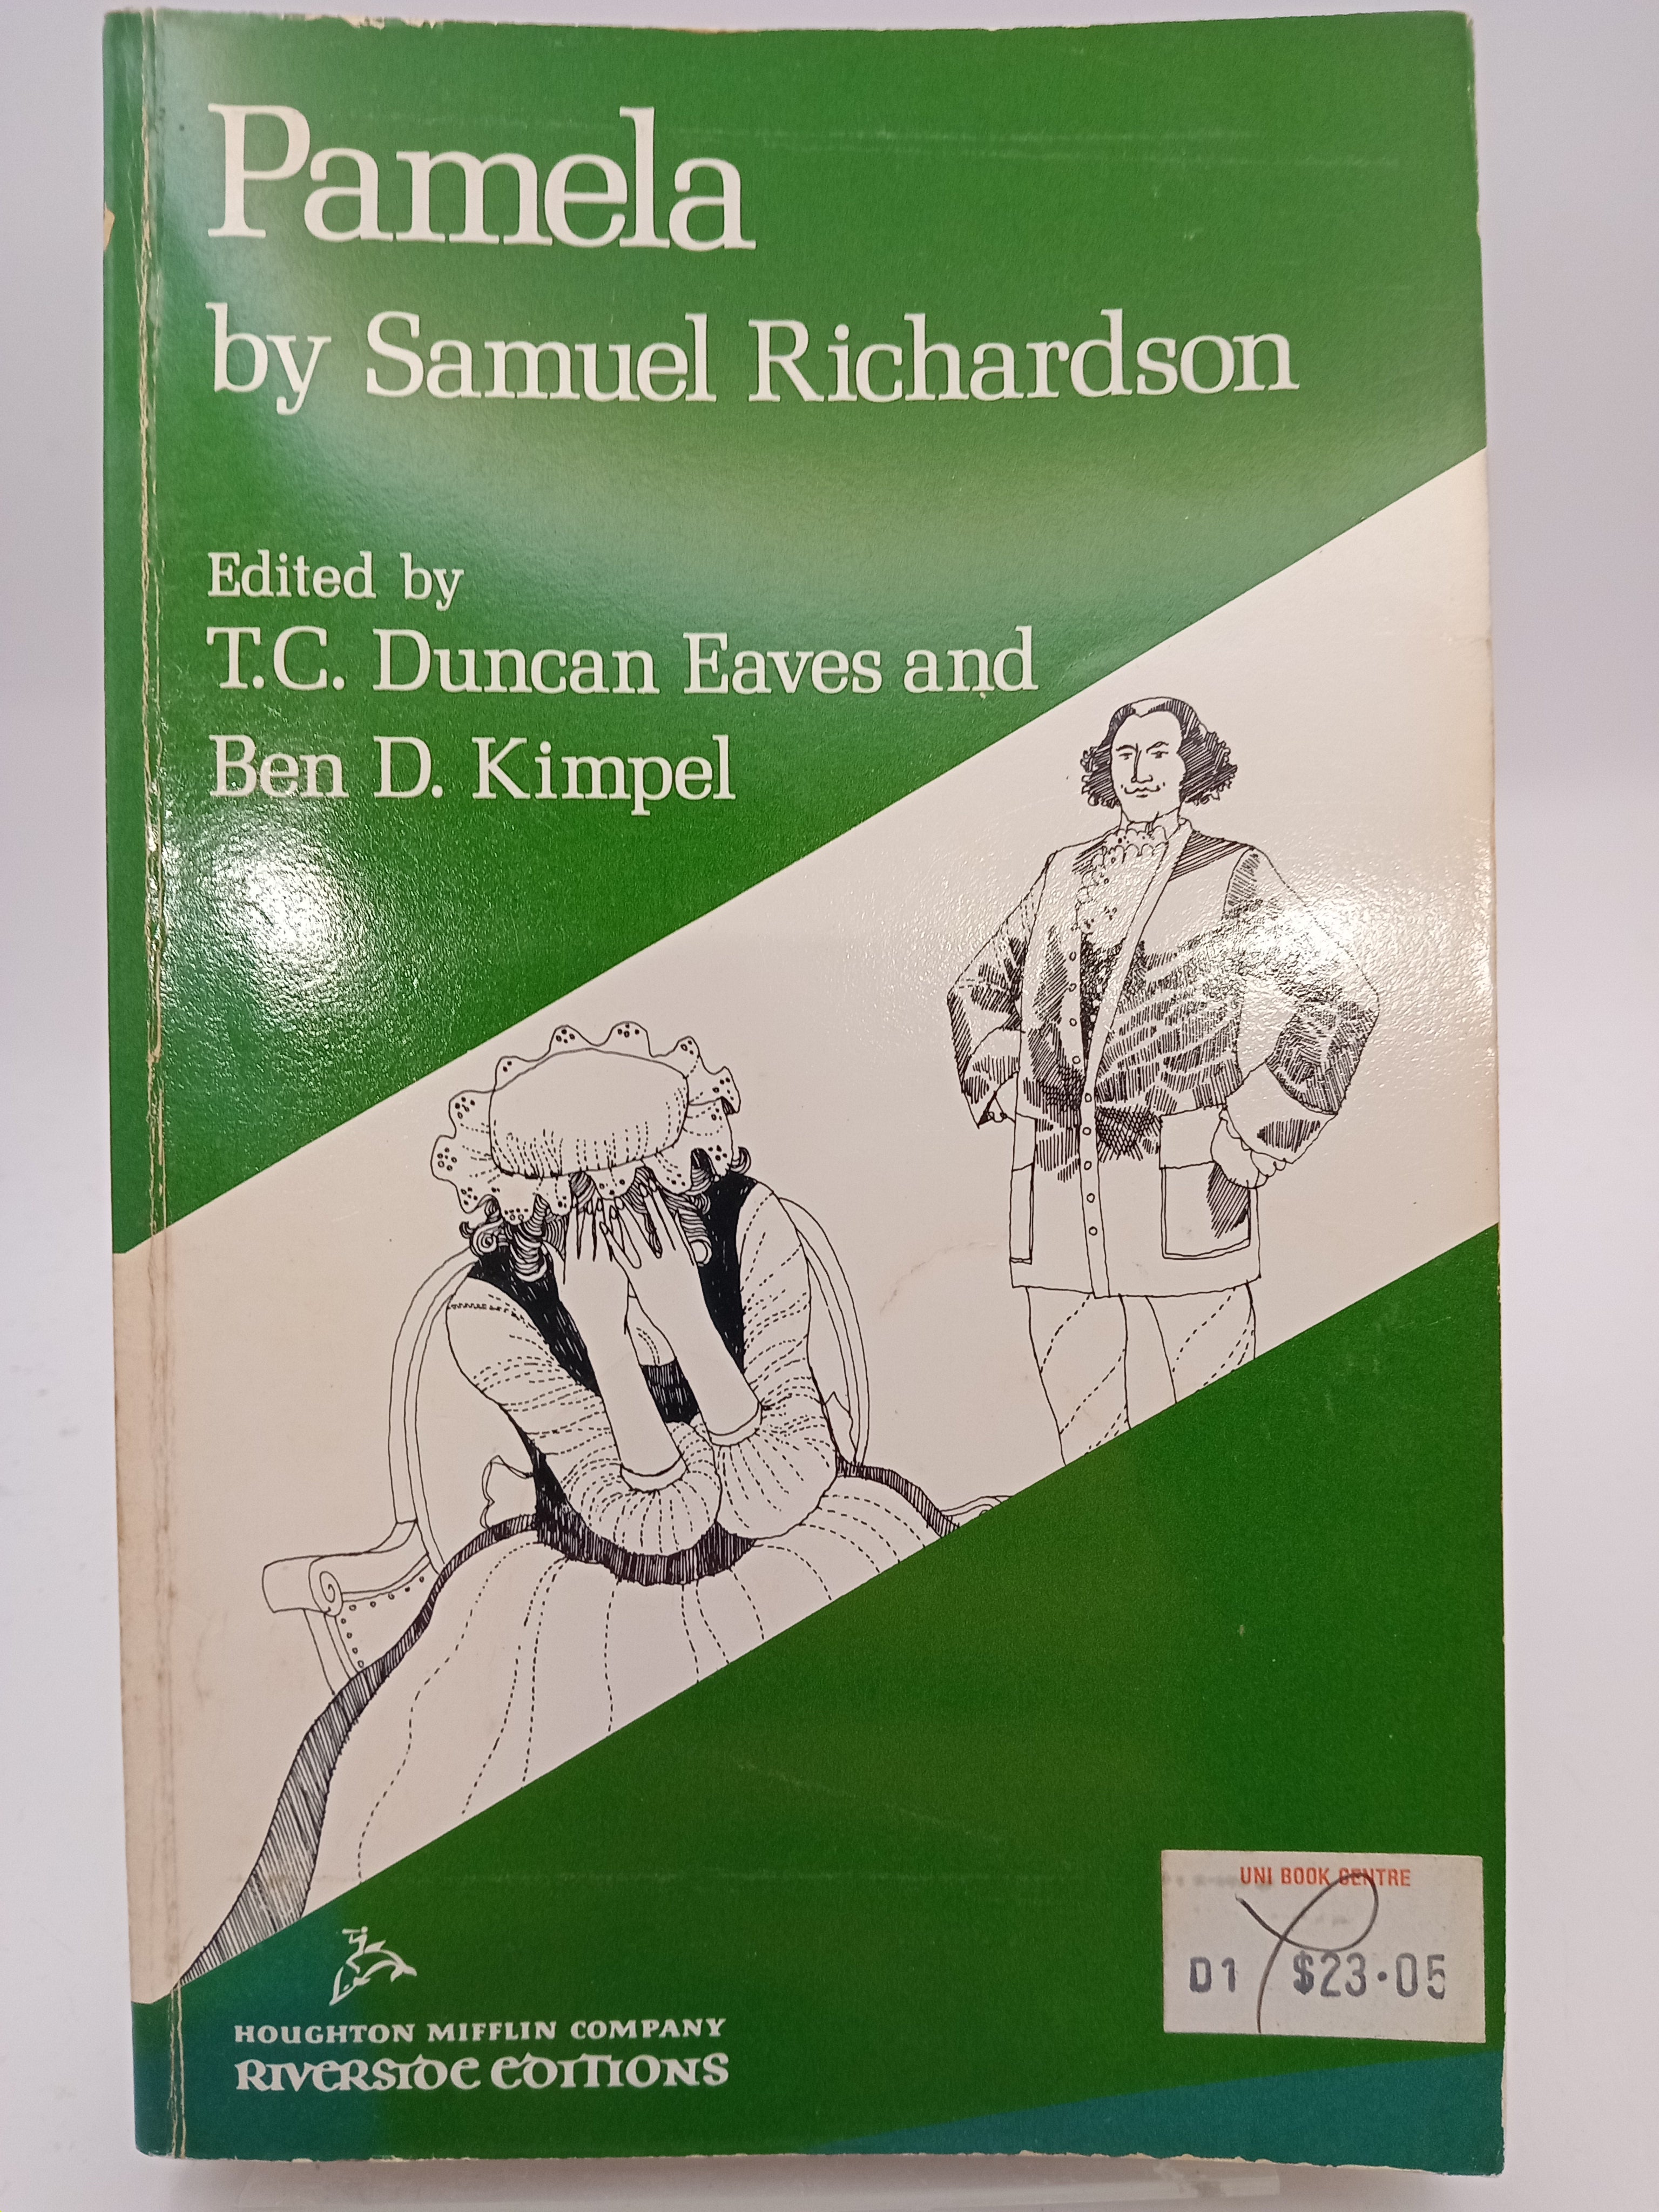 Pamela
by Samuel Richardson
Edited by
T.C. Duncan Eaves and
Ben D. Kimpel
UNI BOOK CENTRE
D1 $23.05
HOUGHTON MIFFLIN COMPANY
RIVERSIDE EDITIONS